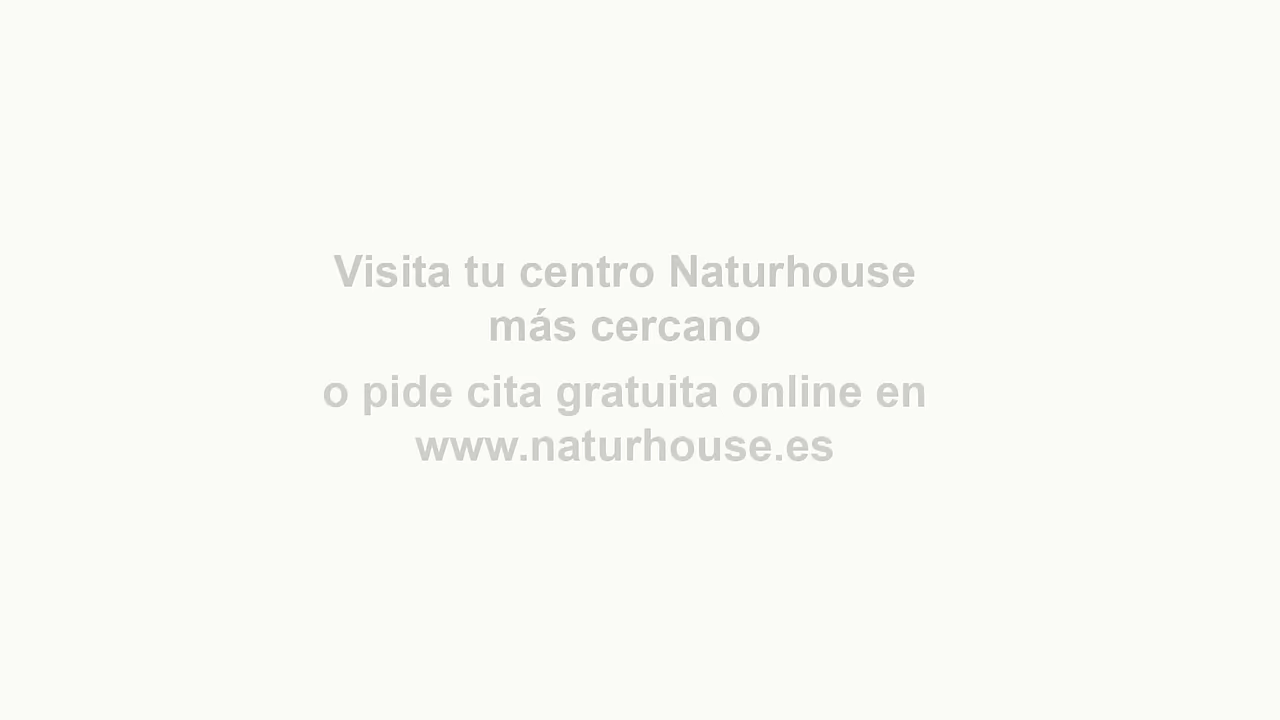 Visita tu centro Naturhouse
más cercano
o pide cita gratuita online en
www.naturhouse.es